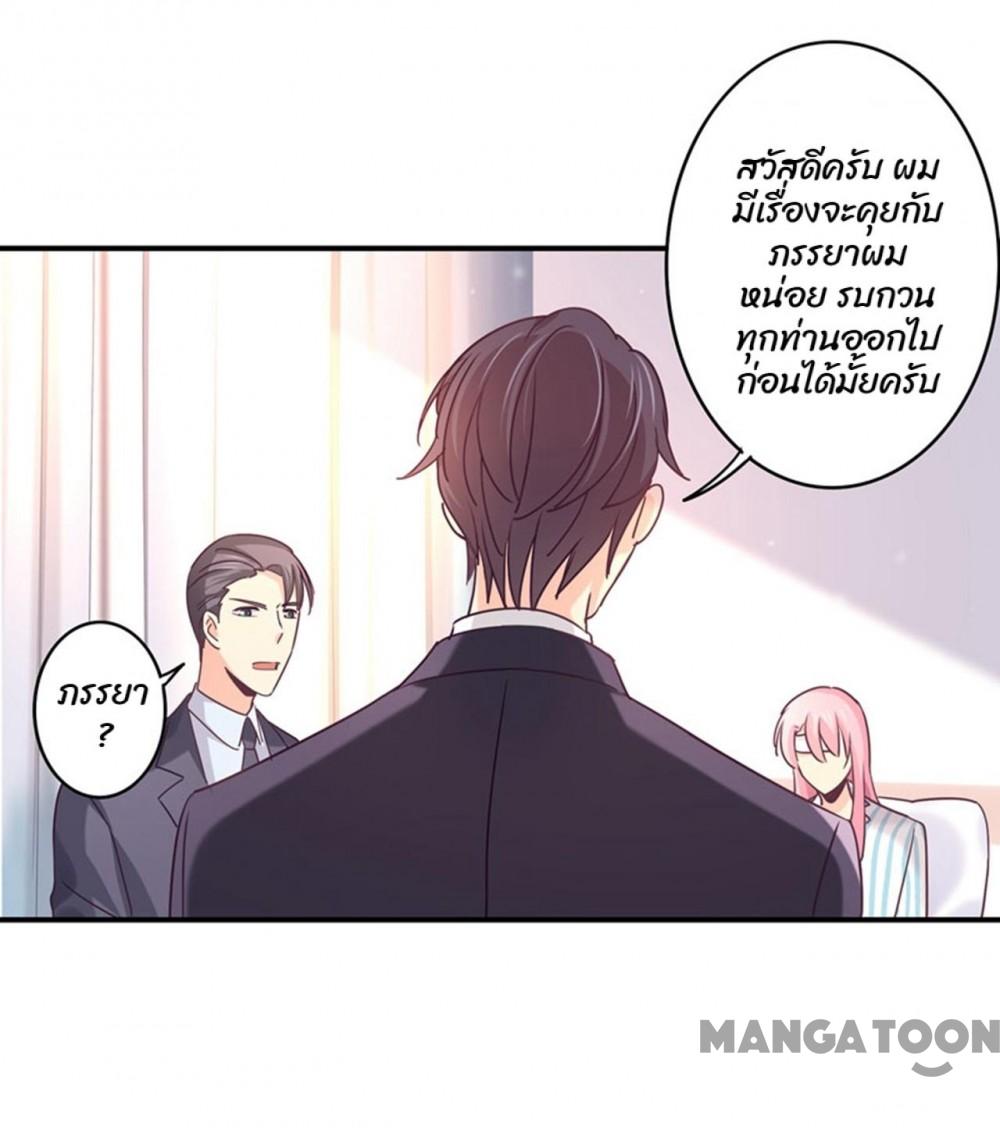 สวัสดีครับ ผม
มีเรื่องจะคุยกับ
ภรรยาผม
หน่อย รบกวน
ทุกท่านออกไป
ก่อนได้มั้ยครับ
ภรรยา
?
MANGATOON